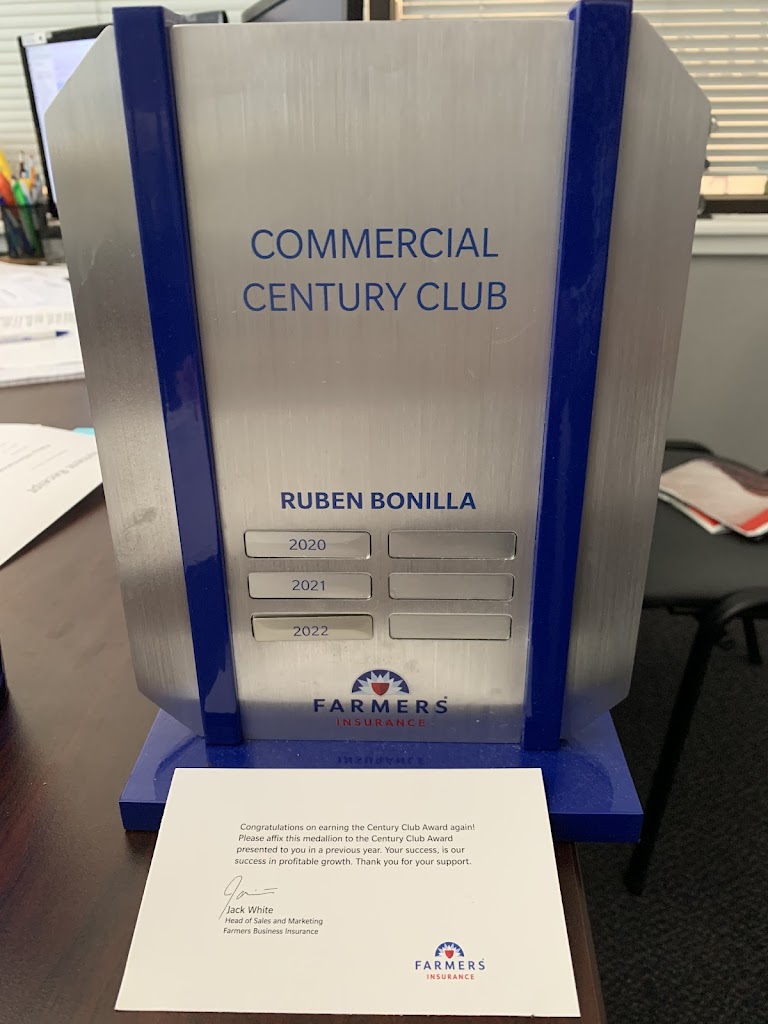 COMMERCIAL
CENTURY CLUB
RUBEN BONILLA
2020
2021
2022
FARMERS
INSURANCE
Congratulations on earning the Century Club Award again!
Please affix this medallion to the Century Club Award
presented to you in a previous year. Your success, is our
success in profitable growth. Thank you for your support.
Jack White
Head of Sales and Marketing
Farmers Business Insurance
FARMERS
INSURANCE